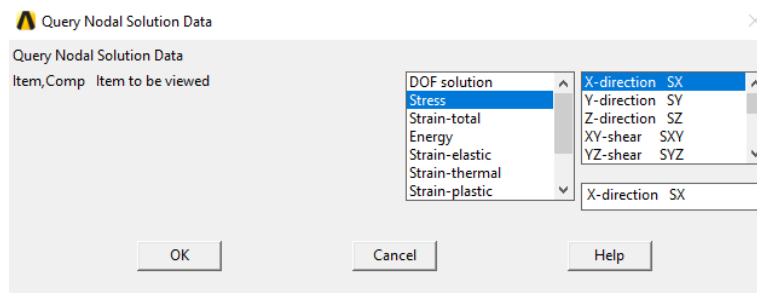 Query Nodal Solution Data
Query Nodal Solution Data
Item,Comp Item to be viewed
DOF solution
Stress
Strain-total
Energy
Strain-elastic
Strain-thermal
Strain-plastic
X-direction SX
Y-direction SY
Z-direction SZ
XY-shear SXY
YZ-shear SYZ
X-direction SX
OK
Cancel
Help